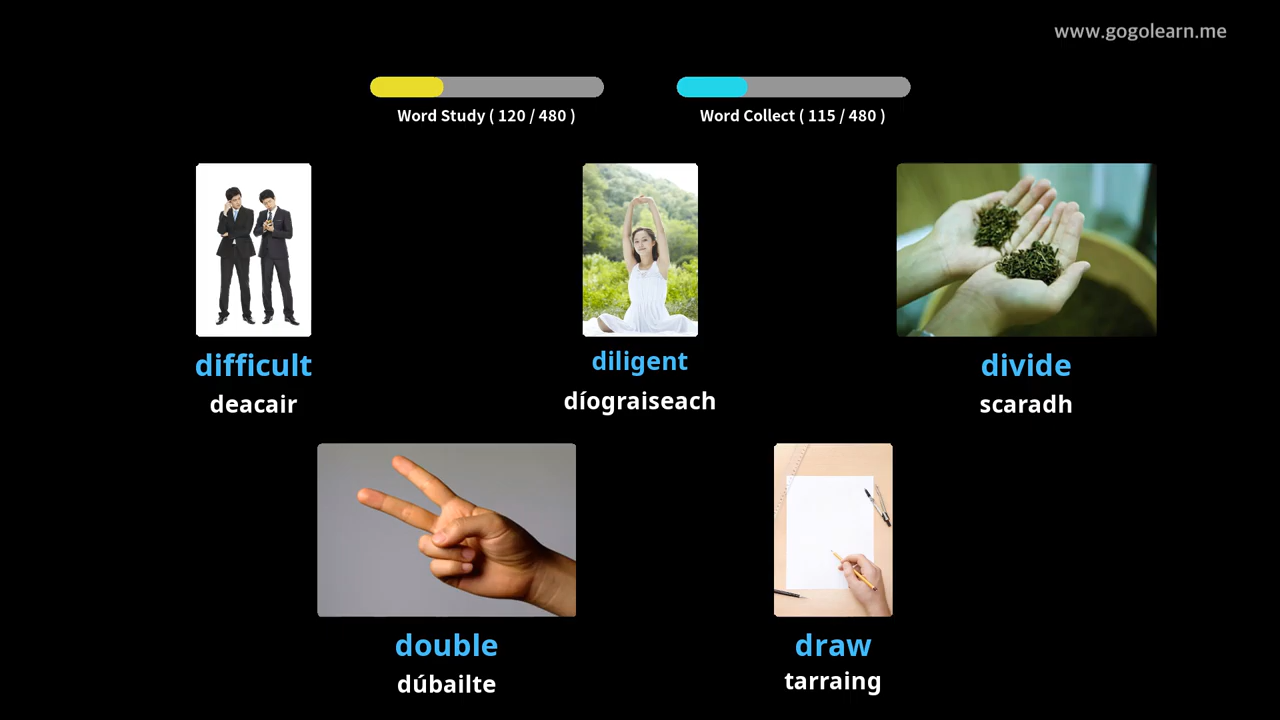 www.gogolearn.me
Word Study ( 120 / 480 )
Word Collect ( 115 / 480 )
difficult
deacair
diligent
díograiseach
divide
scaradh
double
dúbailte
draw
tarraing